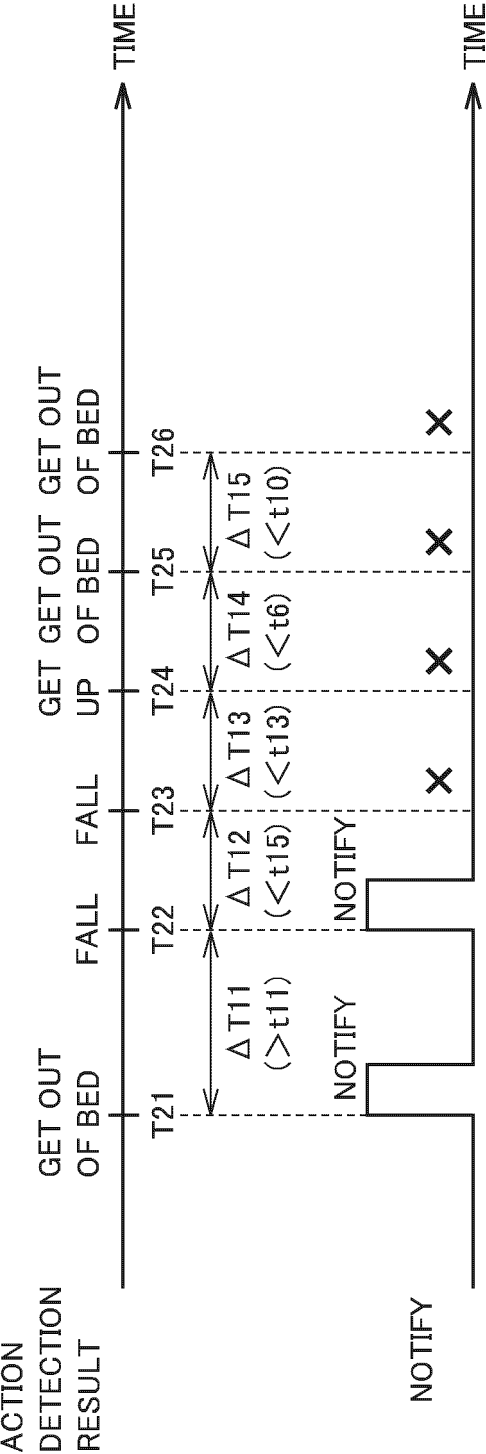 ACTION
DETECTION
RESULT
GET OUT
OF BED
FALL
FALL
GET
UP
GET OUT
OF BED
GET OUT
OF BED
TIME
T21
T22
T23
T24
T25
T26
ΔT11
(>t11)
ΔT12
(<t15)
ΔT13
(<t13)
ΔT14
(<t6)
ΔT15
(<t10)
NOTIFY
NOTIFY
NOTIFY
TIME